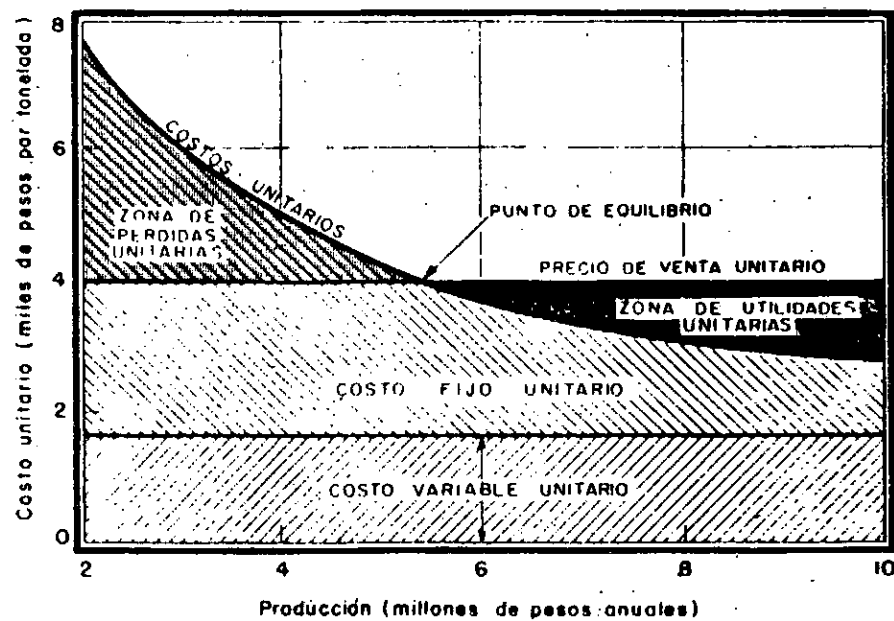 Costo unitario (miles de pesos por tonelada)
8
6
4
2
0
COSTOS UNITARIOS
ZONA DE
PERDIDAS
UNITARIAS
PUNTO DE EQUILIBRIO
PRECIO DE VENTA UNITARIO
ZONA DE UTILIDADES
UNITARIAS
COSTO FIJO UNITARIO
COSTO VARIABLE UNITARIO
2 4 6 8 10
Producción (millones de pesos anuales)